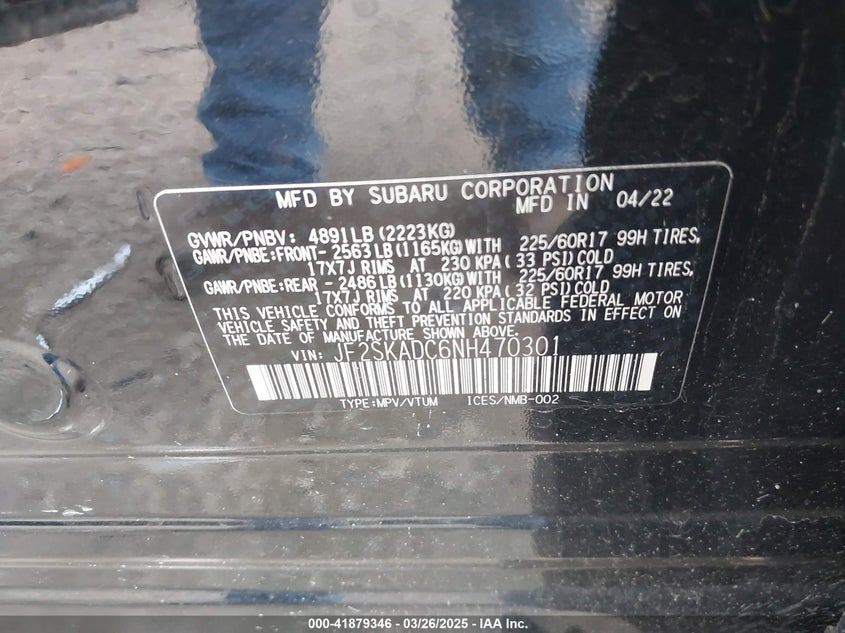 MFD BY SUBARU CORPORATION
MFD IN 04/22
GVWR/PNBV: 4891LB(2223KG)
GAWR/PNBE:FRONT-2563LB(1165KG)WITH 225/60R17 99H TIRES,
17X7J RIMS AT 230 KPA(33 PSI)COLD
GAWR/PNBE:REAR -2486LB(1130KG)WITH 225/60R17 99H TIRES,
17X7J RIMS AT 220 KPA(32 PSI)COLD
THIS VEHICLE CONFORMS TO ALL APPLICABLE FEDERAL MOTOR
VEHICLE SAFETY AND THEFT PREVENTION STANDARDS IN EFFECT ON
THE DATE OF MANUFACTURE SHOWN ABOVE.
VIN: JF2SKADC6NH470301
TYPE:MPV/VTUM ICES/NMB-002
000-41879346 | 03/26/2025 - IAA Inc.